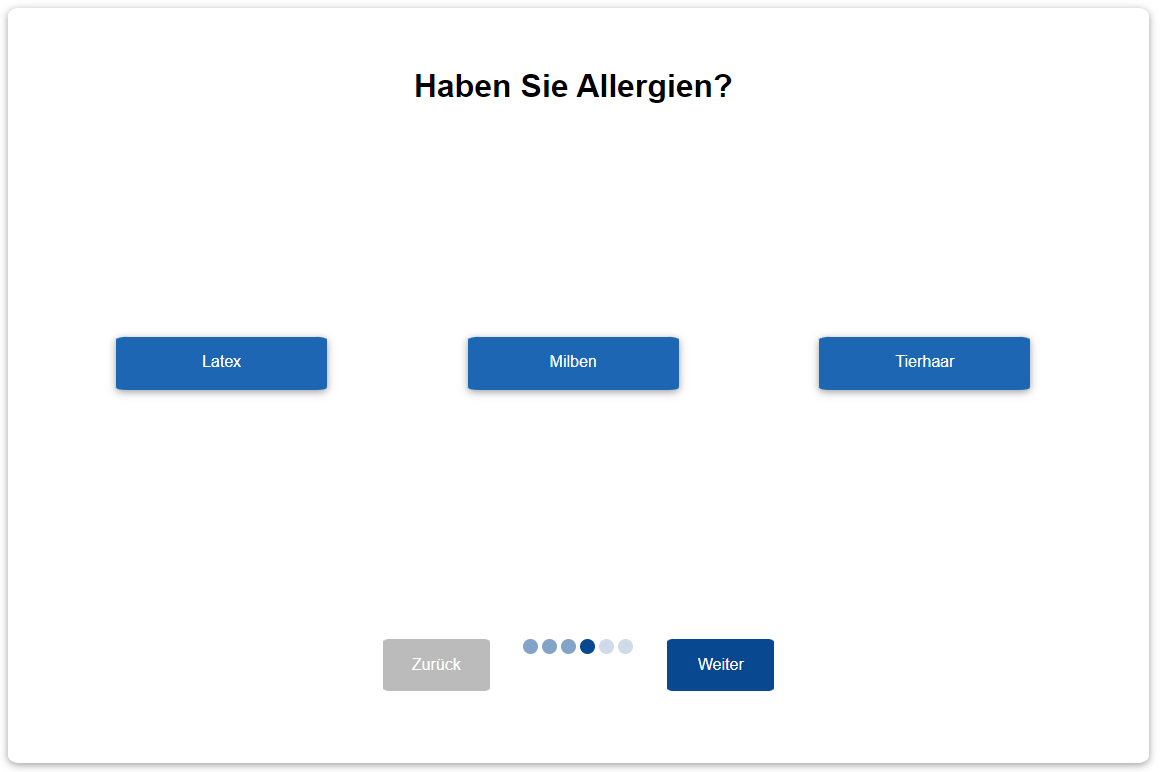 Haben Sie Allergien?
Latex
Milben
Tierhaar
Zurück
Weiter